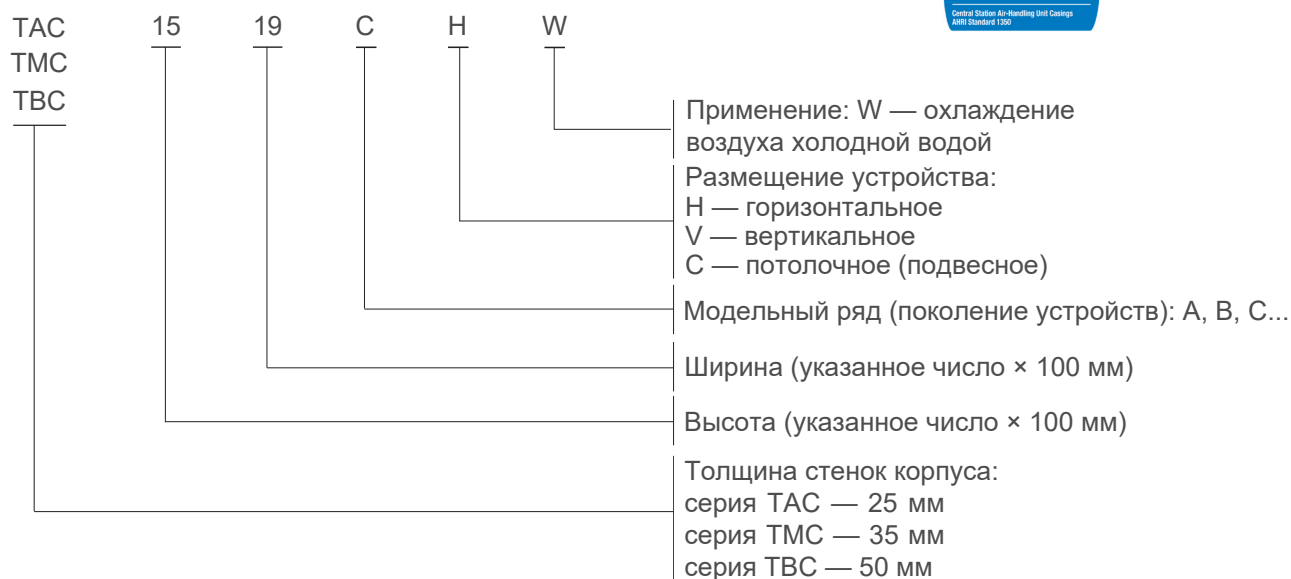 Central Station Air-Handling Unit Casings
AHRI Standard 1350
TAC 15 19 C H W
TMC
TBC
Применение: W — охлаждение
воздуха холодной водой
Размещение устройства:
H — горизонтальное
V — вертикальное
C — потолочное (подвесное)
Модельный ряд (поколение устройств): A, B, C...
Ширина (указанное число × 100 мм)
Высота (указанное число × 100 мм)
Толщина стенок корпуса:
серия TAC — 25 мм
серия TMC — 35 мм
серия TBC — 50 мм